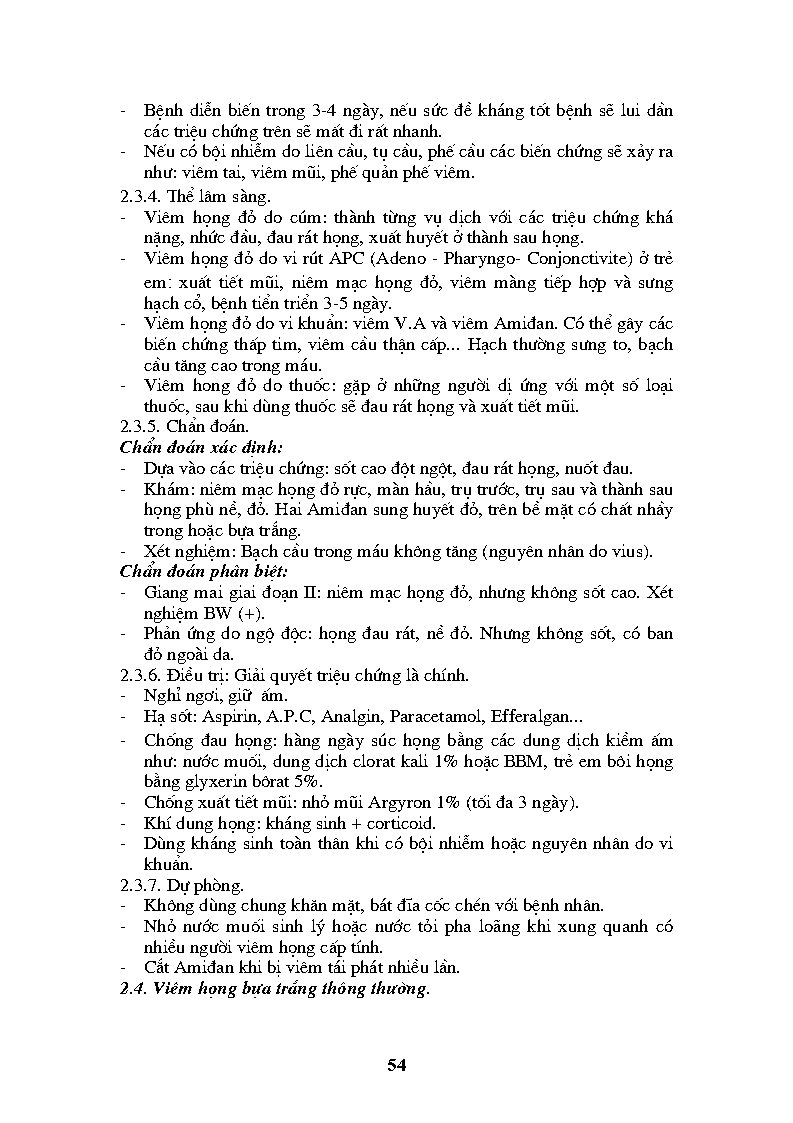 - Bệnh diễn biến trong 3-4 ngày, nếu sức đề kháng tốt bệnh sẽ lui dần
các triệu chứng trên sẽ mất đi rất nhanh.
- Nếu có bội nhiễm do liên cầu, tụ cầu, phế cầu các biến chứng sẽ xảy ra
như: viêm tai, viêm mũi, phế quản phế viêm.
2.3.4. Thể lâm sàng.
- Viêm họng đỏ do cúm: thành từng vụ dịch với các triệu chứng khá
nặng, nhức đầu, đau rát họng, xuất huyết ở thành sau họng.
- Viêm họng đỏ do vi rút APC (Adeno - Pharyngo- Conjonctivite) ở trẻ
em: xuất tiết mũi, niêm mạc họng đỏ, viêm màng tiếp hợp và sưng
hạch cổ, bệnh tiển triển 3-5 ngày.
- Viêm họng đỏ do vi khuẩn: viêm V.A và viêm Amiđan. Có thể gây các
biến chứng thấp tim, viêm cầu thận cấp... Hạch thường sưng to, bạch
cầu tăng cao trong máu.
- Viêm hong đỏ do thuốc: gặp ở những người dị ứng với một số loại
thuốc, sau khi dùng thuốc sẽ đau rát họng và xuất tiết mũi.
2.3.5. Chẩn đoán.
Chẩn đoán xác định:
- Dựa vào các triệu chứng: sốt cao đột ngột, đau rát họng, nuốt đau.
- Khám: niêm mạc họng đỏ rực, màn hầu, trụ trước, trụ sau và thành sau
họng phù nề, đỏ. Hai Amiđan sung huyết đỏ, trên bề mặt có chất nhầy
trong hoặc bựa trắng.
- Xét nghiệm: Bạch cầu trong máu không tăng (nguyên nhân do vius).
Chẩn đoán phân biệt:
- Giang mai giai đoạn II: niêm mạc họng đỏ, nhưng không sốt cao. Xét
nghiệm BW (+).
- Phản ứng do ngộ độc: họng đau rát, nề đỏ. Nhưng không sốt, có ban
đỏ ngoài da.
2.3.6. Điều trị: Giải quyết triệu chứng là chính.
- Nghỉ ngơi, giữ ấm.
- Hạ sốt: Aspirin, A.P.C, Analgin, Paracetamol, Efferalgan...
- Chống đau họng: hàng ngày súc họng bằng các dung dịch kiềm ấm
như: nước muối, dung dịch clorat kali 1% hoặc BBM, trẻ em bôi họng
bằng glyxerin bôrat 5%.
- Chống xuất tiết mũi: nhỏ mũi Argyron 1% (tối đa 3 ngày).
- Khí dung họng: kháng sinh + corticoid.
- Dùng kháng sinh toàn thân khi có bội nhiễm hoặc nguyên nhân do vi
khuẩn.
2.3.7. Dự phòng.
- Không dùng chung khăn mặt, bát đĩa cốc chén với bệnh nhân.
- Nhỏ nước muối sinh lý hoặc nước tỏi pha loãng khi xung quanh có
nhiều người viêm họng cấp tính.
- Cắt Amiđan khi bị viêm tái phát nhiều lần.
2.4. Viêm họng bựa trắng thông thường.
54